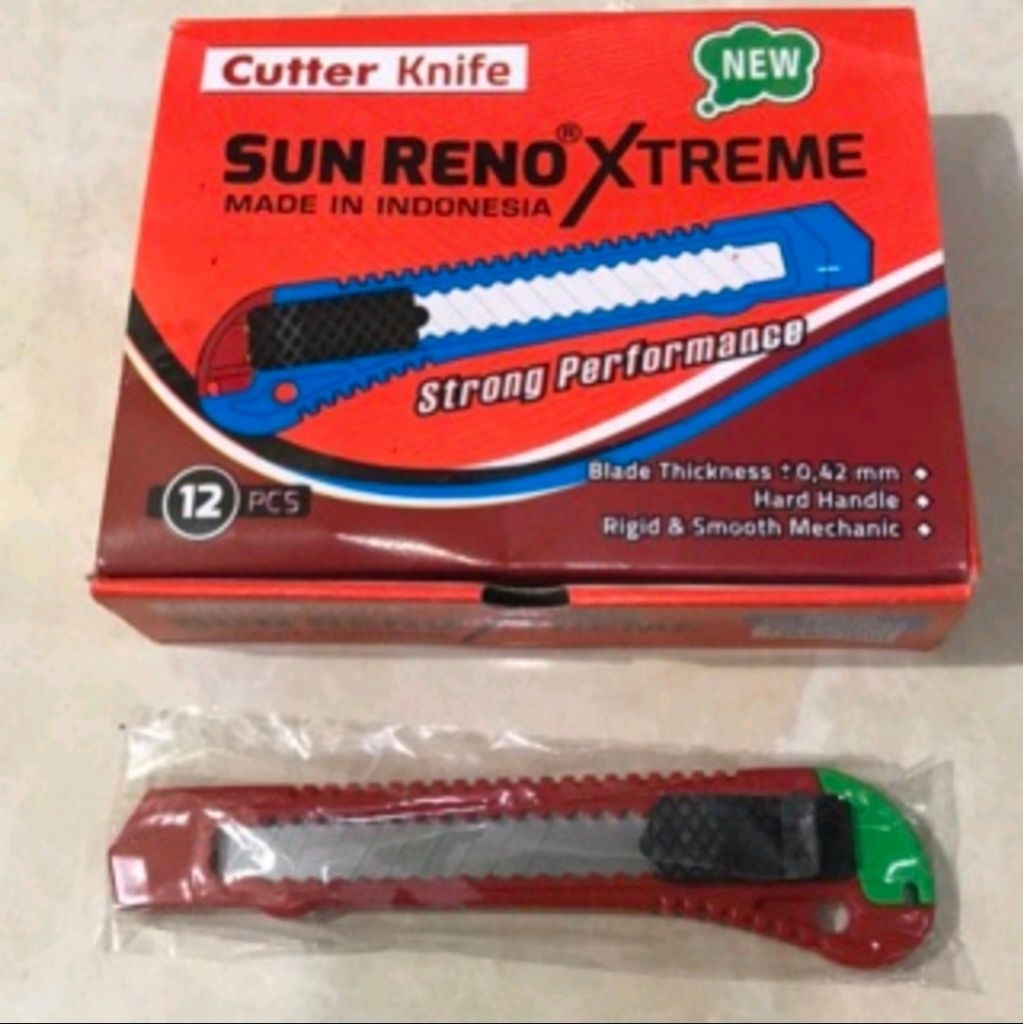 Cutter Knife
NEW
SUN RENO® XTREME
MADE IN INDONESIA
Strong Performance
12 PCS
Blade Thickness ± 0,42 mm
Hard Handle
Rigid & Smooth Mechanic